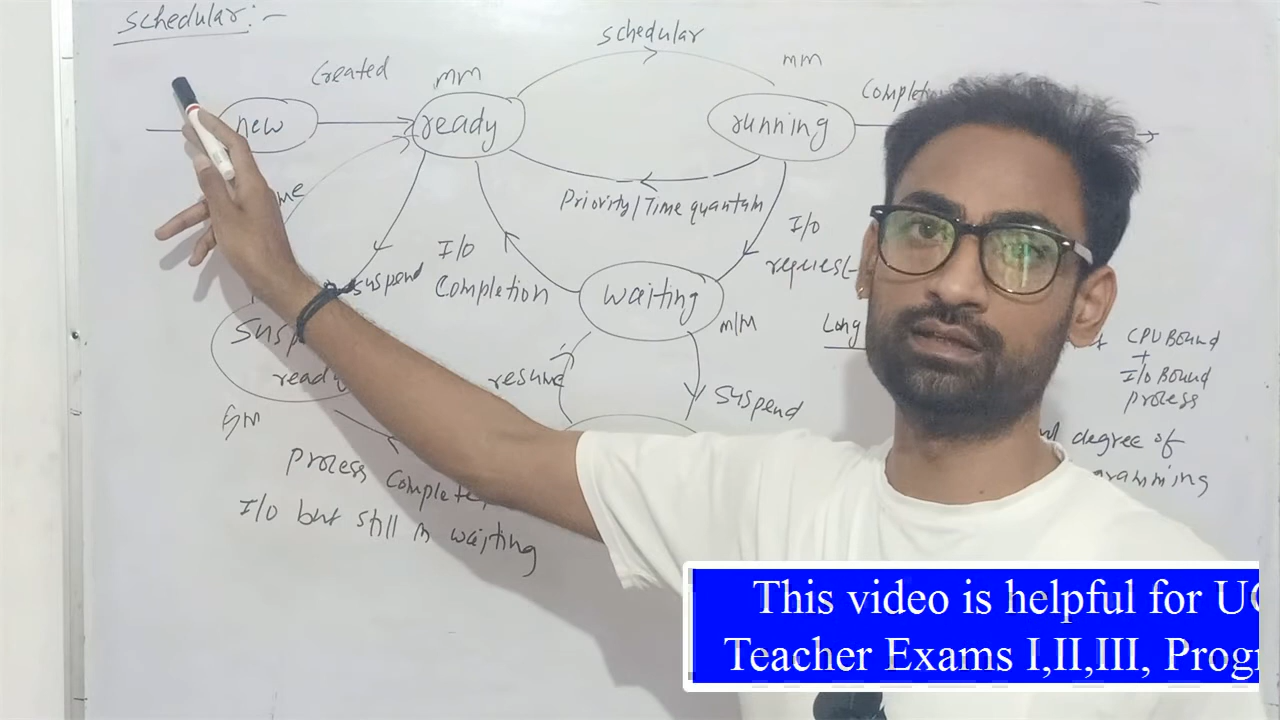 schedular:-
schedular
Created
mm
mm
Completion
new
ready
running
Priority/Time quantum
I/O
request
I/O
Completion
suspend
waiting
m/m
Long
+ CPU Bound
+
I/O Bound
process
resume
suspend
ready
degree of
process complete
I/O but still in waiting
This video is helpful for
Teacher Exams I,II,III,